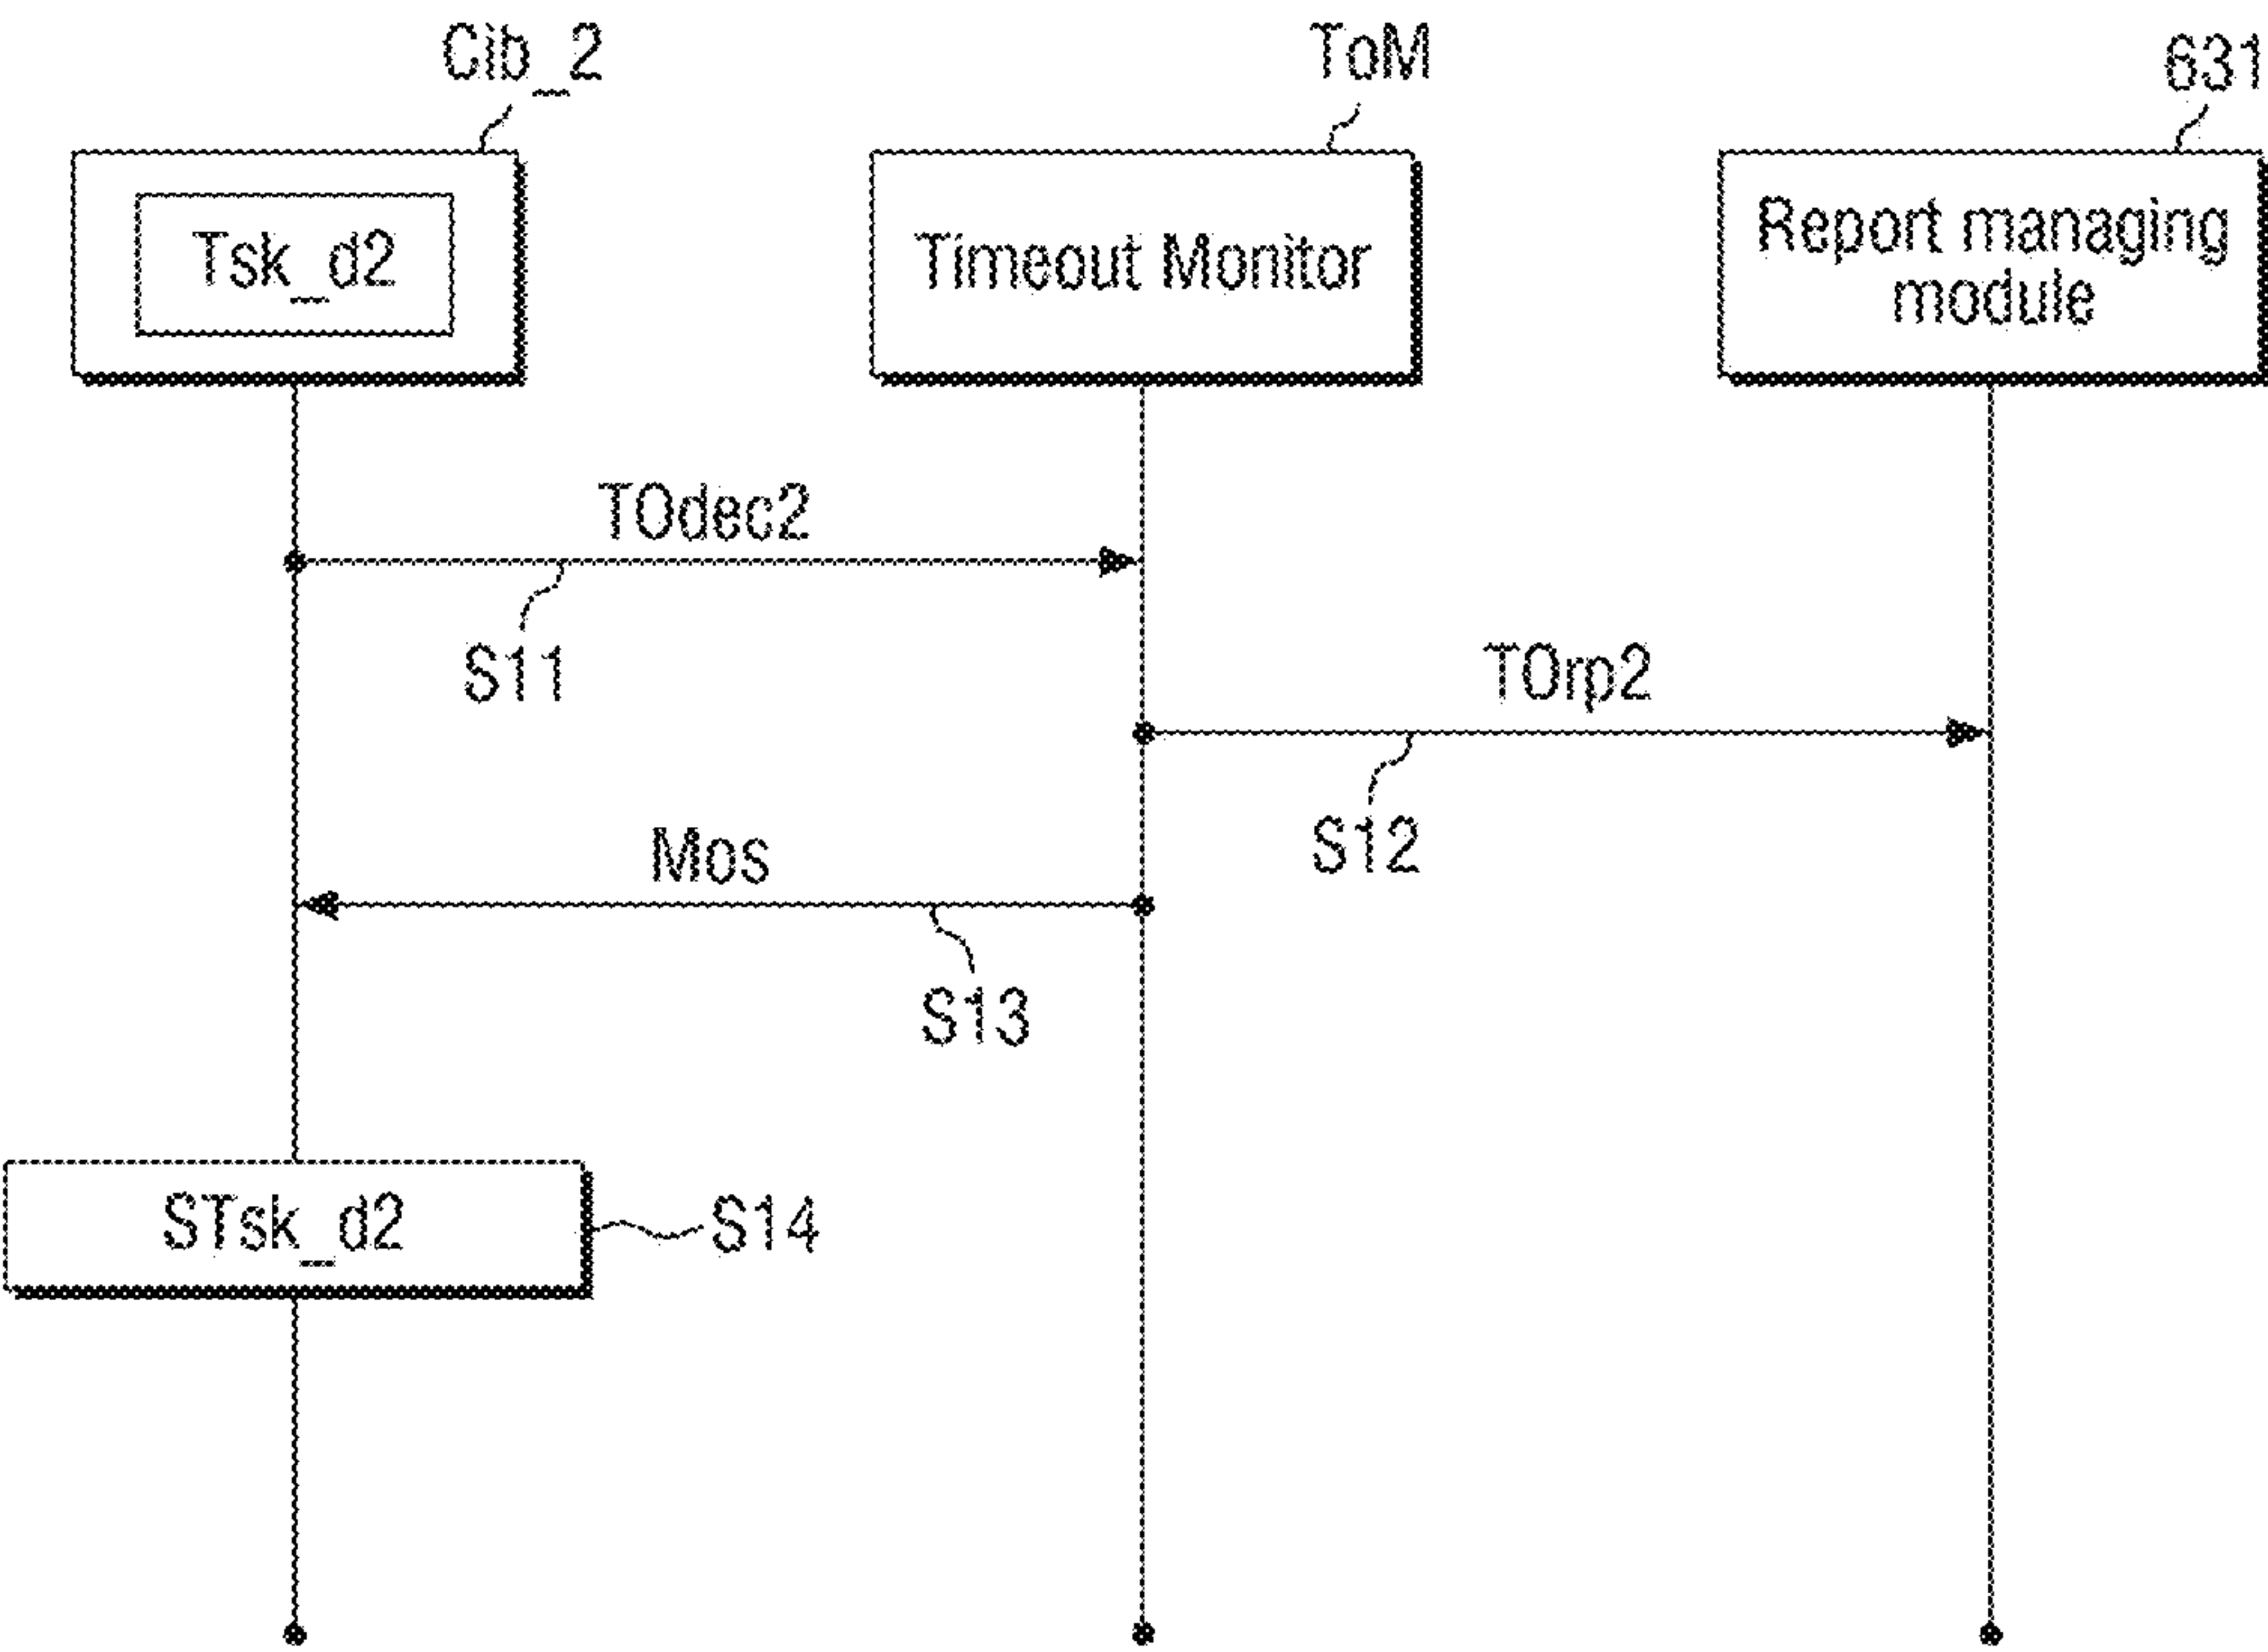 Cib_2
ToM
631
Tsk_d2
Timeout Monitor
Report managing
module
TOdec2
S11
TOrp2
S12
Mos
S13
STsk_d2
S14